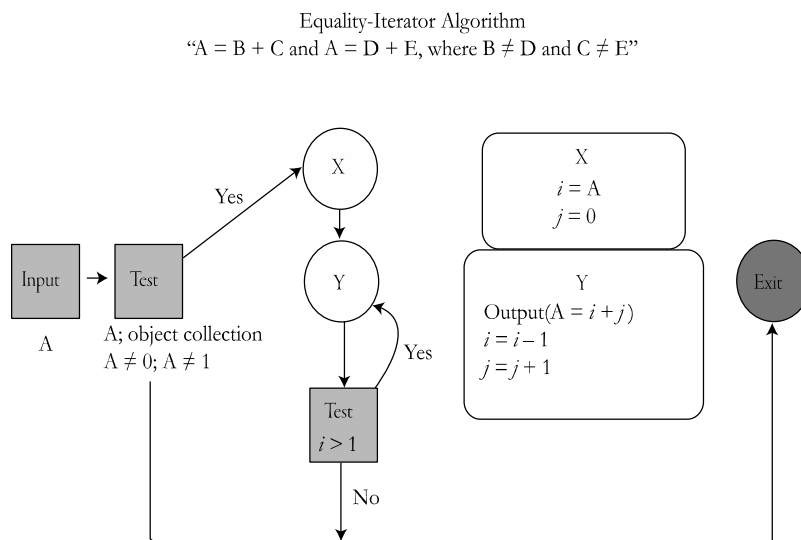 Equality-Iterator Algorithm
“A = B + C and A = D + E, where B ≠ D and C ≠ E”
X
Yes
Input
Test
A
A; object collection
A ≠ 0; A ≠ 1
Y
Yes
Test
i > 1
No
X
i = A
j = 0
Y
Output(A = i + j)
i = i – 1
j = j + 1
Exit